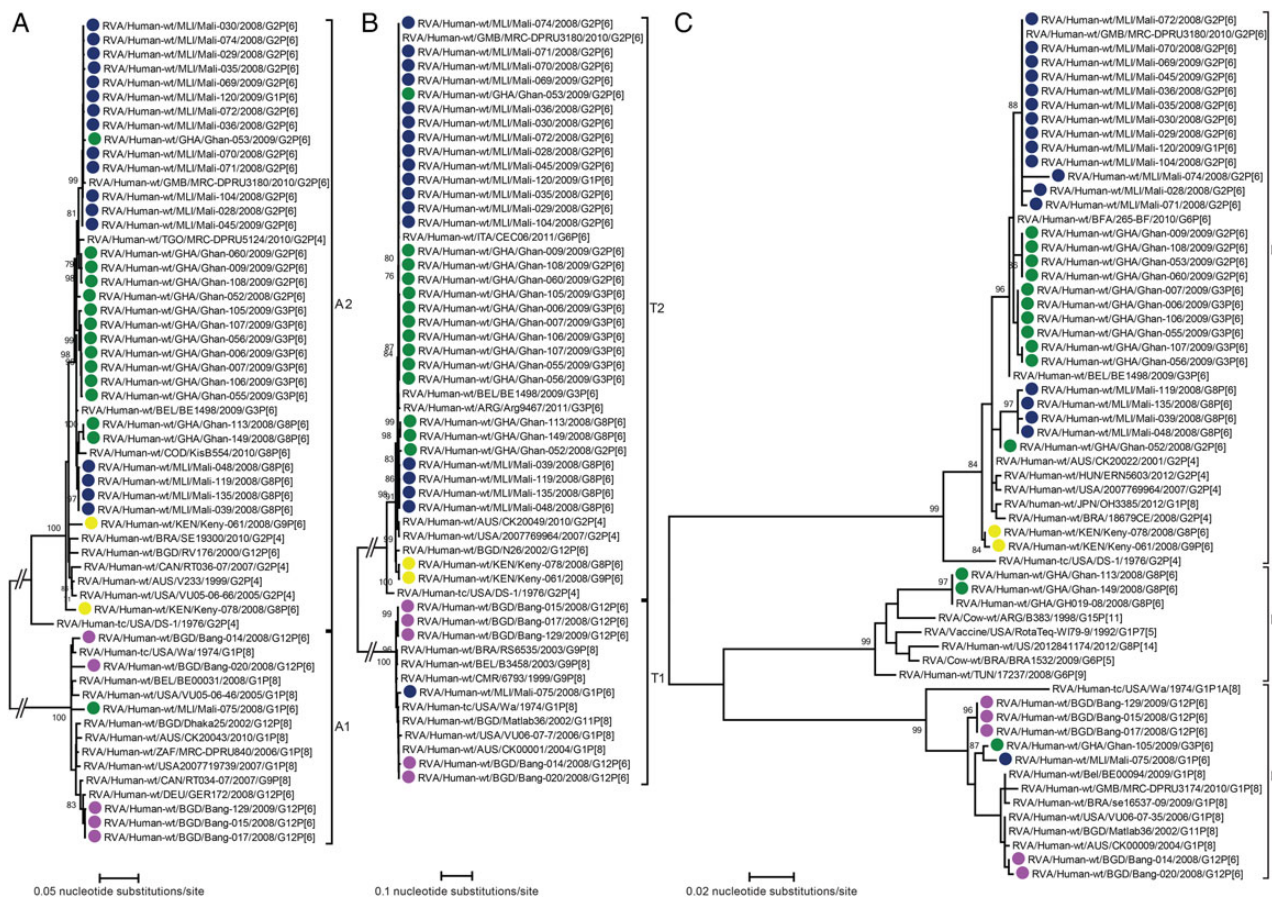 A
RVA/Human-wt/MLI/Mali-030/2008/G2P[6]
RVA/Human-wt/MLI/Mali-074/2008/G2P[6]
RVA/Human-wt/MLI/Mali-029/2008/G2P[6]
RVA/Human-wt/MLI/Mali-035/2008/G2P[6]
RVA/Human-wt/MLI/Mali-069/2009/G2P[6]
RVA/Human-wt/MLI/Mali-120/2009/G1P[6]
RVA/Human-wt/MLI/Mali-072/2008/G2P[6]
RVA/Human-wt/MLI/Mali-036/2008/G2P[6]
RVA/Human-wt/GHA/Ghan-053/2009/G2P[6]
RVA/Human-wt/MLI/Mali-070/2008/G2P[6]
RVA/Human-wt/MLI/Mali-071/2008/G2P[6]
99
RVA/Human-wt/GMB/MRC-DPRU3180/2010/G2P[6]
RVA/Human-wt/MLI/Mali-104/2008/G2P[6]
81
RVA/Human-wt/MLI/Mali-028/2008/G2P[6]
RVA/Human-wt/MLI/Mali-045/2009/G2P[6]
RVA/Human-wt/TGO/MRC-DPRU5124/2010/G2P[4]
RVA/Human-wt/GHA/Ghan-060/2009/G2P[6]
79
RVA/Human-wt/GHA/Ghan-009/2009/G2P[6]
98
RVA/Human-wt/GHA/Ghan-108/2009/G2P[6]
RVA/Human-wt/GHA/Ghan-052/2008/G2P[6]
RVA/Human-wt/GHA/Ghan-105/2009/G3P[6]
RVA/Human-wt/GHA/Ghan-107/2009/G3P[6]
RVA/Human-wt/GHA/Ghan-056/2009/G3P[6]
99
RVA/Human-wt/GHA/Ghan-006/2009/G3P[6]
98
RVA/Human-wt/GHA/Ghan-007/2009/G3P[6]
RVA/Human-wt/GHA/Ghan-106/2009/G3P[6]
RVA/Human-wt/GHA/Ghan-055/2009/G3P[6]
RVA/Human-wt/BEL/BE1498/2009/G3P[6]
100
RVA/Human-wt/GHA/Ghan-113/2008/G8P[6]
RVA/Human-wt/GHA/Ghan-149/2008/G8P[6]
RVA/Human-wt/COD/KisB554/2010/G8P[6]
RVA/Human-wt/MLI/Mali-048/2008/G8P[6]
RVA/Human-wt/MLI/Mali-119/2008/G8P[6]
97
RVA/Human-wt/MLI/Mali-135/2008/G8P[6]
RVA/Human-wt/MLI/Mali-039/2008/G8P[6]
100
RVA/Human-wt/KEN/Keny-061/2008/G9P[6]
RVA/Human-wt/BRA/SE19300/2010/G2P[4]
RVA/Human-wt/BGD/RV176/2000/G12P[6]
RVA/Human-wt/CAN/RT036-07/2007/G2P[4]
RVA/Human-wt/AUS/V233/1999/G2P[4]
RVA/Human-wt/USA/VU05-06-66/2005/G2P[4]
RVA/Human-wt/KEN/Keny-078/2008/G8P[6]
RVA/Human-tc/USA/DS-1/1976/G2P[4]
RVA/Human-wt/BGD/Bang-014/2008/G12P[6]
RVA/Human-tc/USA/Wa/1974/G1P[8]
RVA/Human-wt/BGD/Bang-020/2008/G12P[6]
RVA/Human-wt/BEL/BE00031/2008/G1P[8]
RVA/Human-wt/USA/VU05-06-46/2005/G1P[8]
RVA/Human-wt/MLI/Mali-075/2008/G1P[6]
100
RVA/Human-wt/BGD/Dhaka25/2002/G12P[8]
RVA/Human-wt/AUS/CK20043/2010/G1P[8]
RVA/Human-wt/ZAF/MRC-DPRU840/2006/G1P[8]
RVA/Human-wt/USA2007719739/2007/G1P[8]
RVA/Human-wt/CAN/RT034-07/2007/G9P[8]
RVA/Human-wt/DEU/GER172/2008/G12P[6]
83
RVA/Human-wt/BGD/Bang-129/2009/G12P[6]
RVA/Human-wt/BGD/Bang-015/2008/G12P[6]
RVA/Human-wt/BGD/Bang-017/2008/G12P[6]
A2
A1
0.05 nucleotide substitutions/site
B
RVA/Human-wt/MLI/Mali-074/2008/G2P[6]
RVA/Human-wt/GMB/MRC-DPRU3180/2010/G2P[6]
RVA/Human-wt/MLI/Mali-071/2008/G2P[6]
RVA/Human-wt/MLI/Mali-070/2008/G2P[6]
RVA/Human-wt/MLI/Mali-069/2009/G2P[6]
RVA/Human-wt/GHA/Ghan-053/2009/G2P[6]
RVA/Human-wt/MLI/Mali-036/2008/G2P[6]
RVA/Human-wt/MLI/Mali-030/2008/G2P[6]
RVA/Human-wt/MLI/Mali-072/2008/G2P[6]
RVA/Human-wt/MLI/Mali-028/2008/G2P[6]
RVA/Human-wt/MLI/Mali-045/2009/G2P[6]
RVA/Human-wt/MLI/Mali-120/2009/G1P[6]
RVA/Human-wt/MLI/Mali-035/2008/G2P[6]
RVA/Human-wt/MLI/Mali-029/2008/G2P[6]
RVA/Human-wt/MLI/Mali-104/2008/G2P[6]
RVA/Human-wt/ITA/CEC06/2011/G6P[6]
RVA/Human-wt/GHA/Ghan-009/2009/G2P[6]
80
RVA/Human-wt/GHA/Ghan-108/2009/G2P[6]
76
RVA/Human-wt/GHA/Ghan-060/2009/G2P[6]
RVA/Human-wt/GHA/Ghan-105/2009/G3P[6]
RVA/Human-wt/GHA/Ghan-006/2009/G3P[6]
RVA/Human-wt/GHA/Ghan-007/2009/G3P[6]
RVA/Human-wt/GHA/Ghan-106/2009/G3P[6]
87
RVA/Human-wt/GHA/Ghan-107/2009/G3P[6]
84
RVA/Human-wt/GHA/Ghan-055/2009/G3P[6]
RVA/Human-wt/GHA/Ghan-056/2009/G3P[6]
RVA/Human-wt/BEL/BE1498/2009/G3P[6]
RVA/Human-wt/ARG/Arg9467/2011/G3P[6]
99
RVA/Human-wt/GHA/Ghan-113/2008/G8P[6]
98
RVA/Human-wt/GHA/Ghan-149/2008/G8P[6]
RVA/Human-wt/GHA/Ghan-052/2008/G2P[6]
83
RVA/Human-wt/MLI/Mali-039/2008/G8P[6]
86
RVA/Human-wt/MLI/Mali-119/2008/G8P[6]
98
91
RVA/Human-wt/MLI/Mali-135/2008/G8P[6]
RVA/Human-wt/MLI/Mali-048/2008/G8P[6]
RVA/Human-wt/AUS/CK20049/2010/G2P[4]
RVA/Human-wt/USA/2007769964/2007/G2P[4]
99
RVA/Human-wt/BGD/N26/2002/G12P[6]
RVA/Human-wt/KEN/Keny-078/2008/G8P[6]
100
RVA/Human-wt/KEN/Keny-061/2008/G9P[6]
RVA/Human-tc/USA/DS-1/1976/G2P[4]
99
RVA/Human-wt/BGD/Bang-015/2008/G12P[6]
RVA/Human-wt/BGD/Bang-017/2008/G12P[6]
RVA/Human-wt/BGD/Bang-129/2009/G12P[6]
96
RVA/Human-wt/BRA/RS6535/2003/G9P[8]
100
RVA/Human-wt/BEL/B3458/2003/G9P[8]
RVA/Human-wt/CMR/6793/1999/G9P[8]
RVA/Human-wt/MLI/Mali-075/2008/G1P[6]
RVA/Human-tc/USA/Wa/1974/G1P[8]
RVA/Human-wt/BGD/Matlab36/2002/G11P[8]
RVA/Human-wt/USA/VU06-07-7/2006/G1P[8]
RVA/Human-wt/AUS/CK00001/2004/G1P[8]
RVA/Human-wt/BGD/Bang-014/2008/G12P[6]
RVA/Human-wt/BGD/Bang-020/2008/G12P[6]
T2
T1
0.1 nucleotide substitutions/site
C
RVA/Human-wt/MLI/Mali-072/2008/G2P[6]
RVA/Human-wt/GMB/MRC-DPRU3180/2010/G2P[6]
RVA/Human-wt/MLI/Mali-070/2008/G2P[6]
RVA/Human-wt/MLI/Mali-069/2009/G2P[6]
RVA/Human-wt/MLI/Mali-045/2009/G2P[6]
RVA/Human-wt/MLI/Mali-036/2008/G2P[6]
88
RVA/Human-wt/MLI/Mali-035/2008/G2P[6]
RVA/Human-wt/MLI/Mali-030/2008/G2P[6]
RVA/Human-wt/MLI/Mali-029/2008/G2P[6]
RVA/Human-wt/MLI/Mali-120/2009/G1P[6]
RVA/Human-wt/MLI/Mali-104/2008/G2P[6]
RVA/Human-wt/MLI/Mali-074/2008/G2P[6]
RVA/Human-wt/MLI/Mali-028/2008/G2P[6]
RVA/Human-wt/MLI/Mali-071/2008/G2P[6]
RVA/Human-wt/BFA/265-BF/2010/G6P[6]
RVA/Human-wt/GHA/Ghan-009/2009/G2P[6]
RVA/Human-wt/GHA/Ghan-108/2009/G2P[6]
86
RVA/Human-wt/GHA/Ghan-053/2009/G2P[6]
RVA/Human-wt/GHA/Ghan-060/2009/G2P[6]
96
RVA/Human-wt/GHA/Ghan-007/2009/G3P[6]
RVA/Human-wt/GHA/Ghan-006/2009/G3P[6]
RVA/Human-wt/GHA/Ghan-106/2009/G3P[6]
RVA/Human-wt/GHA/Ghan-055/2009/G3P[6]
RVA/Human-wt/GHA/Ghan-107/2009/G3P[6]
RVA/Human-wt/GHA/Ghan-056/2009/G3P[6]
RVA/Human-wt/BEL/BE1498/2009/G3P[6]
RVA/Human-wt/MLI/Mali-119/2008/G8P[6]
97
RVA/Human-wt/MLI/Mali-135/2008/G8P[6]
RVA/Human-wt/MLI/Mali-039/2008/G8P[6]
RVA/Human-wt/MLI/Mali-048/2008/G8P[6]
RVA/Human-wt/GHA/Ghan-052/2008/G2P[6]
84
RVA/Human-wt/AUS/CK20022/2001/G2P[4]
RVA/Human-wt/HUN/ERN5603/2012/G2P[4]
RVA/Human-wt/USA/2007769964/2007/G2P[4]
99
RVA/Human-wt/JPN/OH3385/2012/G1P[8]
RVA/Human-wt/BRA/18679CE/2008/G2P[4]
RVA/Human-wt/KEN/Keny-078/2008/G8P[6]
84
RVA/Human-wt/KEN/Keny-061/2008/G9P[6]
RVA/Human-tc/USA/DS-1/1976/G2P[4]
RVA/Human-wt/GHA/Ghan-113/2008/G8P[6]
97
RVA/Human-wt/GHA/Ghan-149/2008/G8P[6]
RVA/Human-wt/GHA/GH019-08/2008/G8P[6]
RVA/Cow-wt/ARG/B383/1998/G15P[11]
RVA/Vaccine/USA/RotaTeq-WI79-9/1992/G1P7[5]
99
RVA/Human-wt/US/2012841174/2012/G8P[14]
RVA/Cow-wt/BRA/BRA1532/2009/G6P[5]
RVA/Human-wt/TUN/17237/2008/G6P[9]
RVA/Human-tc/USA/Wa/1974/G1P1A[8]
96
RVA/Human-wt/BGD/Bang-129/2009/G12P[6]
RVA/Human-wt/BGD/Bang-015/2008/G12P[6]
99
RVA/Human-wt/BGD/Bang-017/2008/G12P[6]
87
RVA/Human-wt/GHA/Ghan-105/2009/G3P[6]
RVA/Human-wt/MLI/Mali-075/2008/G1P[6]
RVA/Human-wt/Bel/BE00094/2009/G1P[8]
RVA/Human-wt/GMB/MRC-DPRU3174/2010/G1P[8]
RVA/Human-wt/BRA/se16537-09/2009/G1P[8]
RVA/Human-wt/USA/VU06-07-35/2006/G1P[8]
RVA/Human-wt/BGD/Matlab36/2002/G11P[8]
RVA/Human-wt/AUS/CK00009/2004/G1P[8]
RVA/Human-wt/BGD/Bang-014/2008/G12P[6]
RVA/Human-wt/BGD/Bang-020/2008/G12P[6]
0.02 nucleotide substitutions/site